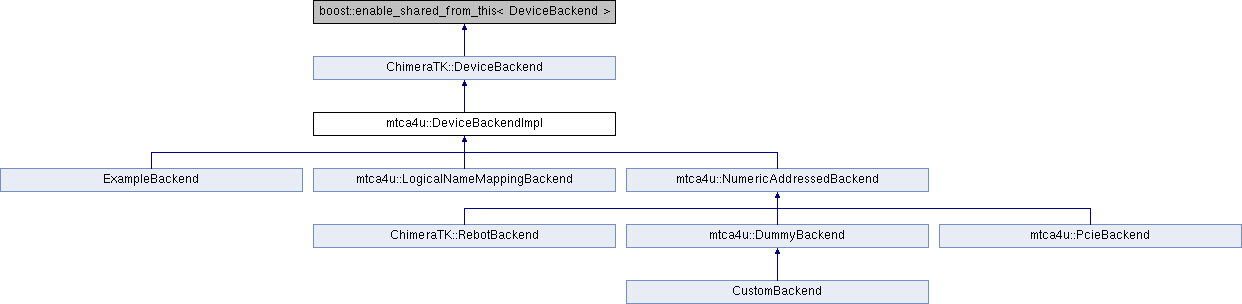 boost::enable_shared_from_this< DeviceBackend >
ChimeraTK::DeviceBackend
mtca4u::DeviceBackendImpl
ExampleBackend
mtca4u::LogicalNameMappingBackend
mtca4u::NumericAddressedBackend
ChimeraTK::RebotBackend
mtca4u::DummyBackend
mtca4u::PcieBackend
CustomBackend